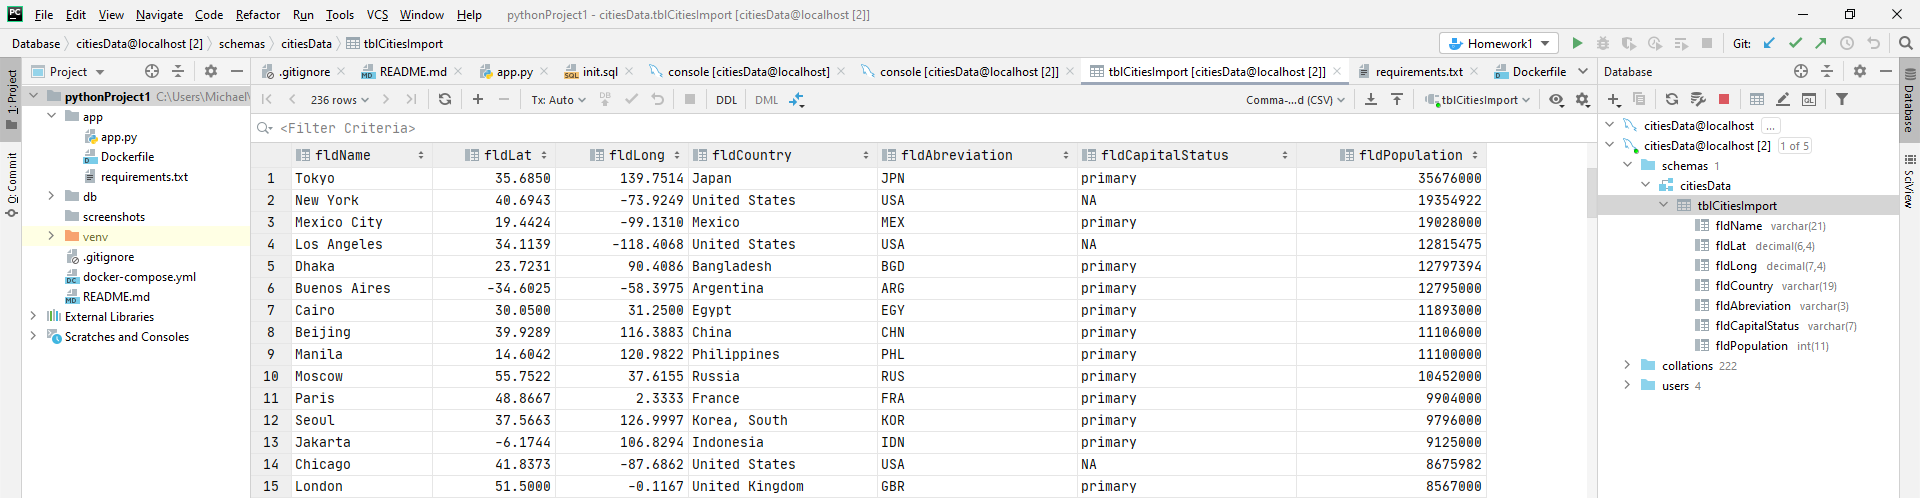 File Edit View Navigate Code Refactor Run Tools VCS Window Help pythonProject1 - citiesData.tblCitiesImport [citiesData@localhost [2]]
Database citiesData@localhost [2] schemas citiesData tblCitiesImport Homework1 Git:
1: Project
0: Commit
Project
pythonProject1 C:\Users\Michael\
app
app.py
Dockerfile
requirements.txt
db
screenshots
venv
.gitignore
docker-compose.yml
README.md
External Libraries
Scratches and Consoles
.gitignore README.md app.py init.sql console [citiesData@localhost] console [citiesData@localhost [2]] tblCitiesImport [citiesData@localhost [2]] requirements.txt Dockerfile
236 rows Tx: Auto DB DDL DML Comma-...d (CSV) tblCitiesImport
<Filter Criteria>
fldName fldLat fldLong fldCountry fldAbreviation fldCapitalStatus fldPopulation
1 Tokyo 35.6850 139.7514 Japan JPN primary 35676000
2 New York 40.6943 -73.9249 United States USA NA 19354922
3 Mexico City 19.4424 -99.1310 Mexico MEX primary 19028000
4 Los Angeles 34.1139 -118.4068 United States USA NA 12815475
5 Dhaka 23.7231 90.4086 Bangladesh BGD primary 12797394
6 Buenos Aires -34.6025 -58.3975 Argentina ARG primary 12795000
7 Cairo 30.0500 31.2500 Egypt EGY primary 11893000
8 Beijing 39.9289 116.3883 China CHN primary 11106000
9 Manila 14.6042 120.9822 Philippines PHL primary 11100000
10 Moscow 55.7522 37.6155 Russia RUS primary 10452000
11 Paris 48.8667 2.3333 France FRA primary 9904000
12 Seoul 37.5663 126.9997 Korea, South KOR primary 9796000
13 Jakarta -6.1744 106.8294 Indonesia IDN primary 9125000
14 Chicago 41.8373 -87.6862 United States USA NA 8675982
15 London 51.5000 -0.1167 United Kingdom GBR primary 8567000
Database
citiesData@localhost ...
citiesData@localhost [2] 1 of 5
schemas 1
citiesData
tblCitiesImport
fldName varchar(21)
fldLat decimal(6,4)
fldLong decimal(7,4)
fldCountry varchar(19)
fldAbreviation varchar(3)
fldCapitalStatus varchar(7)
fldPopulation int(11)
collations 222
users 4
Database
SciView